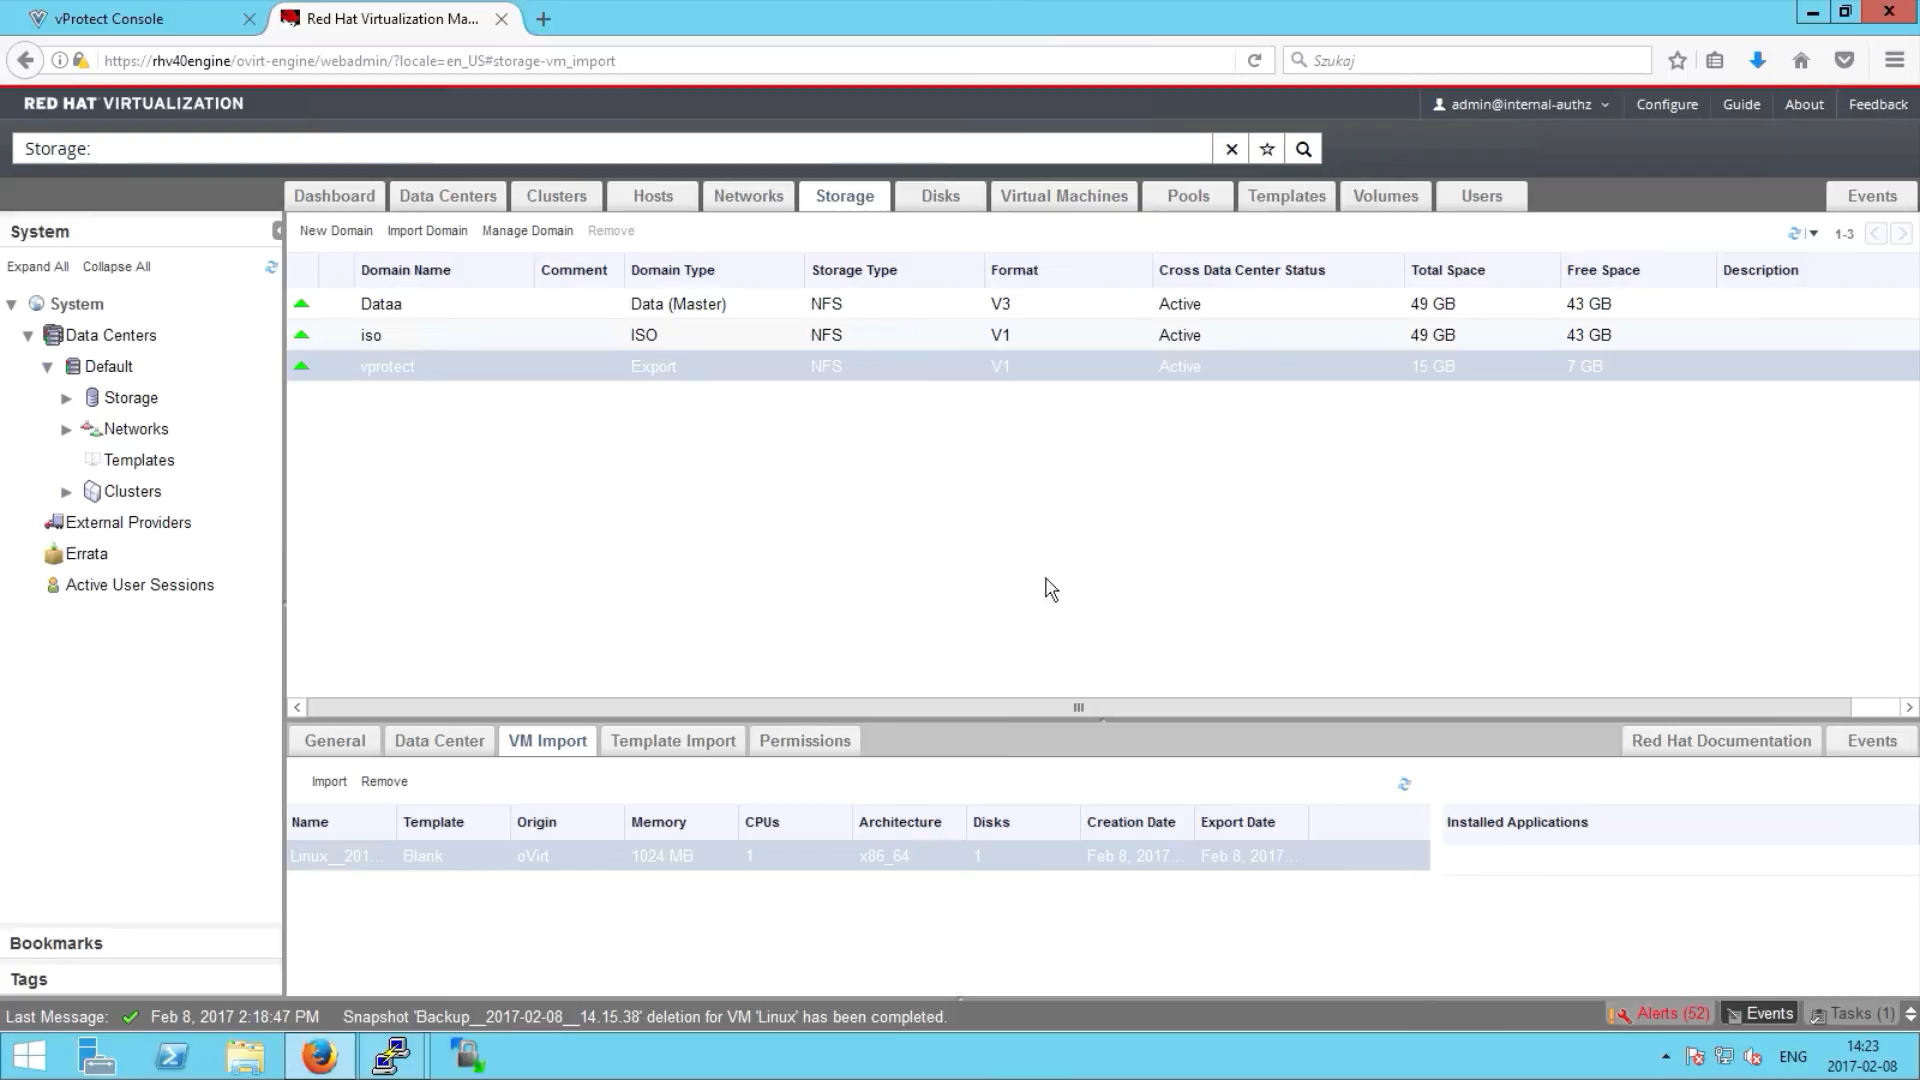 vProtect Console
Red Hat Virtualization Ma...
https://rhv40engine/ovirt-engine/webadmin/?locale=en_US#storage-vm_import
Szukaj
RED HAT VIRTUALIZATION
admin@internal-authz
Configure
Guide
About
Feedback
Storage:
Dashboard
Data Centers
Clusters
Hosts
Networks
Storage
Disks
Virtual Machines
Pools
Templates
Volumes
Users
Events
System
Expand All
Collapse All
System
Data Centers
Default
Storage
Networks
Templates
Clusters
External Providers
Errata
Active User Sessions
Bookmarks
Tags
New Domain
Import Domain
Manage Domain
Remove
1-3
Domain Name Comment Domain Type Storage Type Format Cross Data Center Status Total Space Free Space Description
Dataa Data (Master) NFS V3 Active 49 GB 43 GB
iso ISO NFS V1 Active 49 GB 43 GB
vprotect Export NFS V1 Active 15 GB 7 GB
General
Data Center
VM Import
Template Import
Permissions
Red Hat Documentation
Events
Import
Remove
Name Template Origin Memory CPUs Architecture Disks Creation Date Export Date
Linux__201... Blank oVirt 1024 MB 1 x86_64 1 Feb 8, 2017... Feb 8, 2017...
Installed Applications
Last Message: Feb 8, 2017 2:18:47 PM Snapshot 'Backup__2017-02-08__14.15.38' deletion for VM 'Linux' has been completed.
Alerts (52)
Events
Tasks (1)
ENG
14:23
2017-02-08